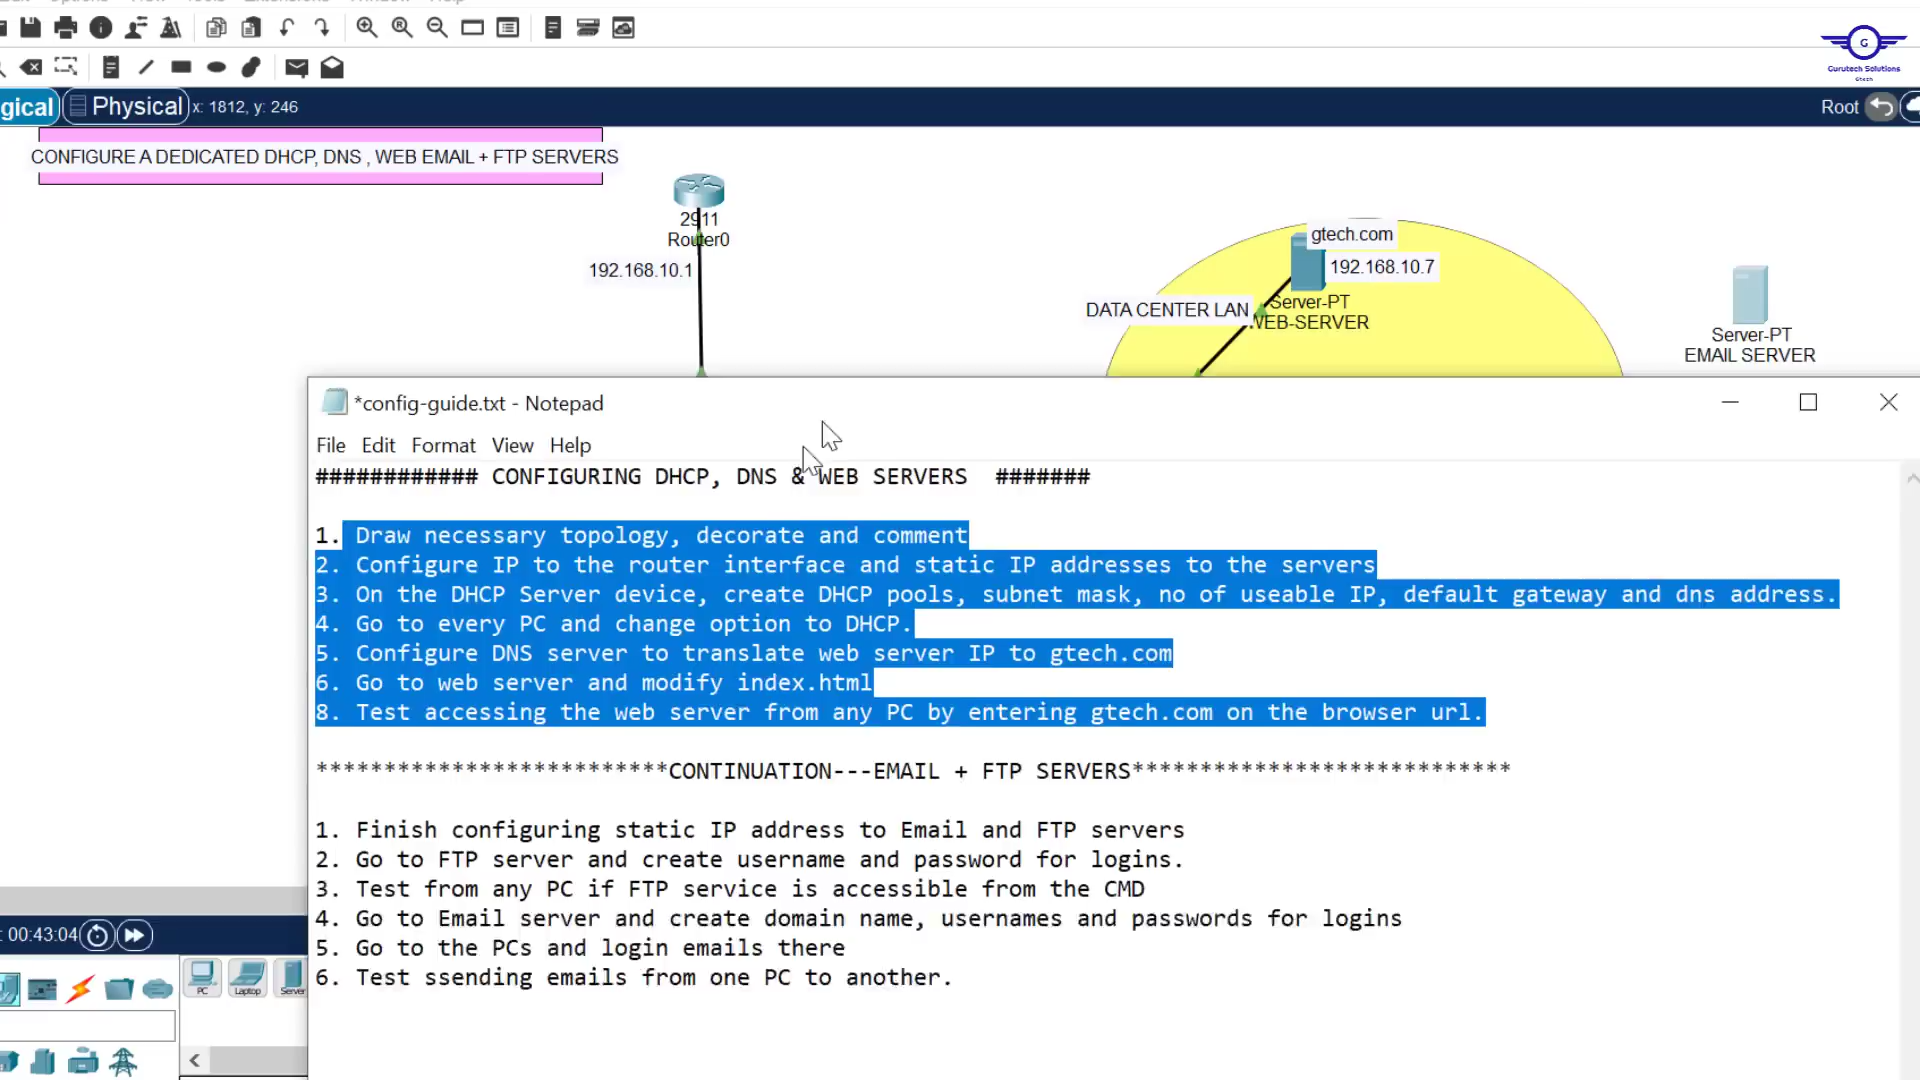 Gurutech Solutions
Gtech
gical
Physical
x: 1812, y: 246
Root
CONFIGURE A DEDICATED DHCP, DNS , WEB EMAIL + FTP SERVERS
2911
Router0
192.168.10.1
gtech.com
192.168.10.7
DATA CENTER LAN
Server-PT
WEB-SERVER
Server-PT
EMAIL SERVER
*config-guide.txt - Notepad
File Edit Format View Help
############ CONFIGURING DHCP, DNS & WEB SERVERS #######
1. Draw necessary topology, decorate and comment
2. Configure IP to the router interface and static IP addresses to the servers
3. On the DHCP Server device, create DHCP pools, subnet mask, no of useable IP, default gateway and dns address.
4. Go to every PC and change option to DHCP.
5. Configure DNS server to translate web server IP to gtech.com
6. Go to web server and modify index.html
8. Test accessing the web server from any PC by entering gtech.com on the browser url.
**************************CONTINUATION---EMAIL + FTP SERVERS****************************
1. Finish configuring static IP address to Email and FTP servers
2. Go to FTP server and create username and password for logins.
3. Test from any PC if FTP service is accessible from the CMD
4. Go to Email server and create domain name, usernames and passwords for logins
5. Go to the PCs and login emails there
6. Test ssending emails from one PC to another.
: 00:43:04
PC
Laptop
Server